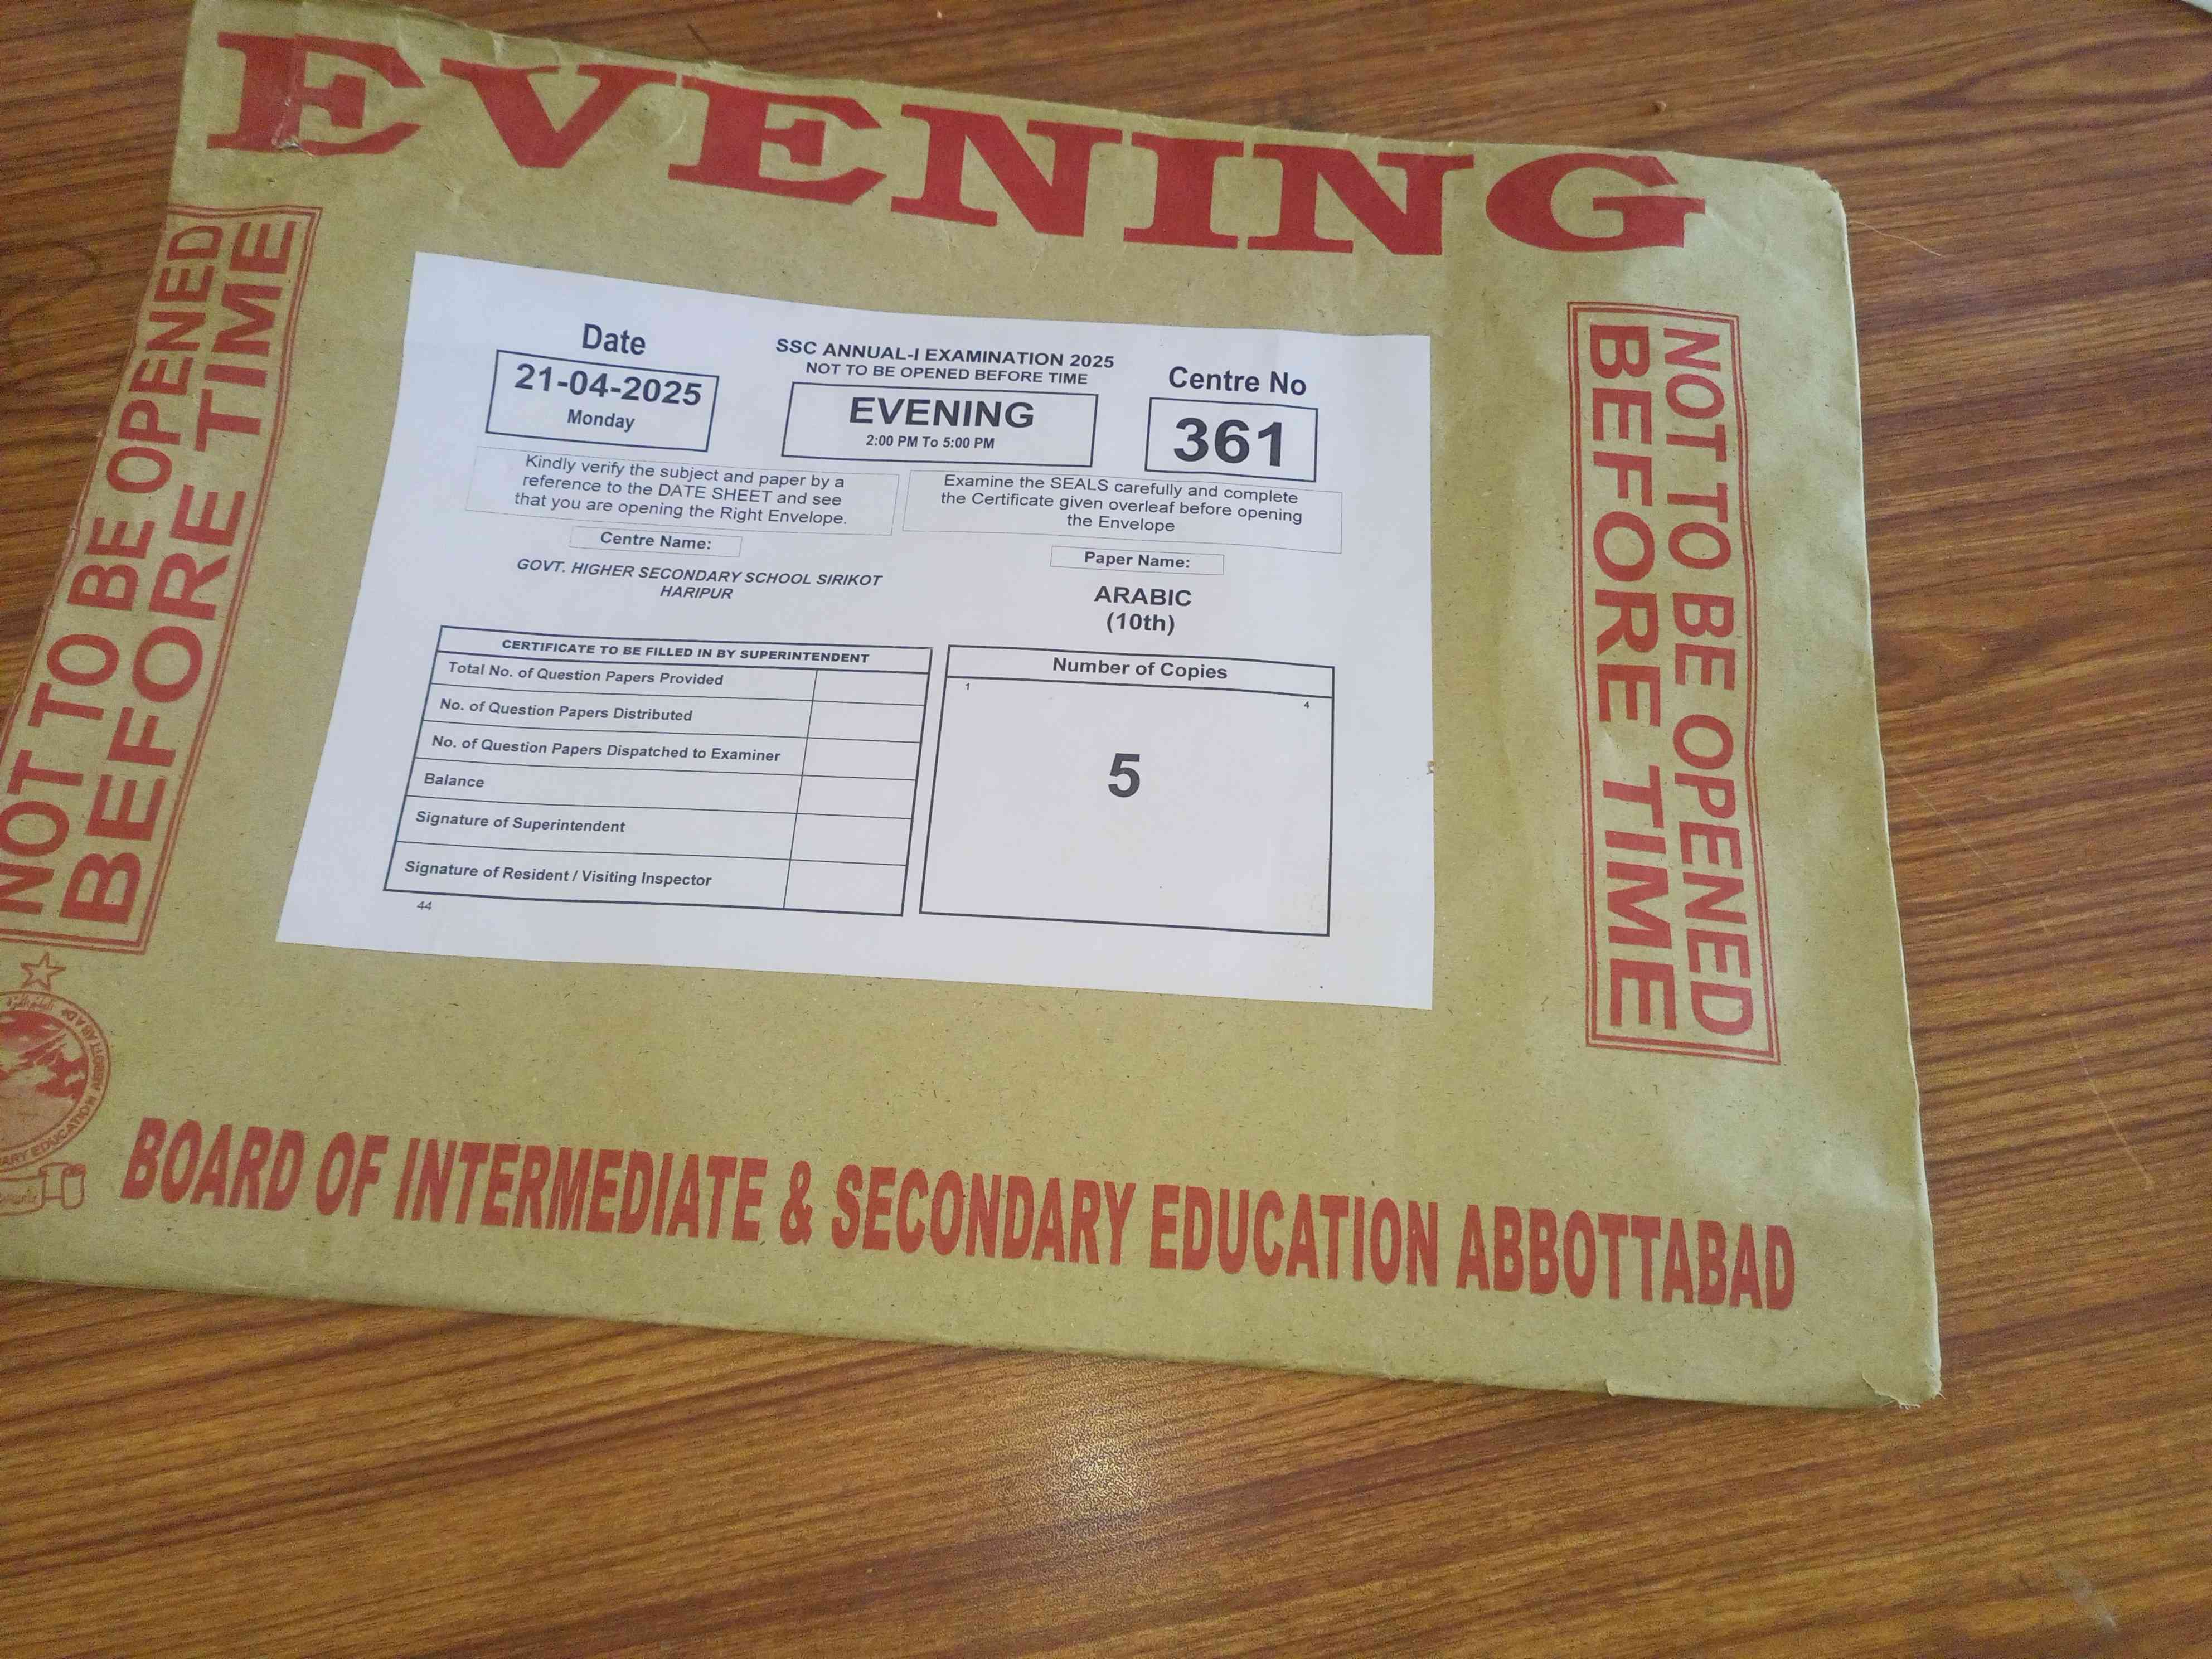 EVENING
NOT TO BE OPENED
BEFORE TIME
Date
21-04-2025
Monday
SSC ANNUAL-I EXAMINATION 2025
NOT TO BE OPENED BEFORE TIME
EVENING
2:00 PM To 5:00 PM
Centre No
361
Kindly verify the subject and paper by a
reference to the DATE SHEET and see
that you are opening the Right Envelope.
Examine the SEALS carefully and complete
the Certificate given overleaf before opening
the Envelope
Centre Name:
GOVT. HIGHER SECONDARY SCHOOL SIRIKOT
HARIPUR
Paper Name:
ARABIC
(10th)
CERTIFICATE TO BE FILLED IN BY SUPERINTENDENT
Total No. of Question Papers Provided
No. of Question Papers Distributed
No. of Question Papers Dispatched to Examiner
Balance
Signature of Superintendent
Signature of Resident / Visiting Inspector
44
Number of Copies
1
4
5
NOT TO BE OPENED
BEFORE TIME
EDUCATION ABBOTTABAD
BOARD OF INTERMEDIATE & SECONDARY EDUCATION ABBOTTABAD